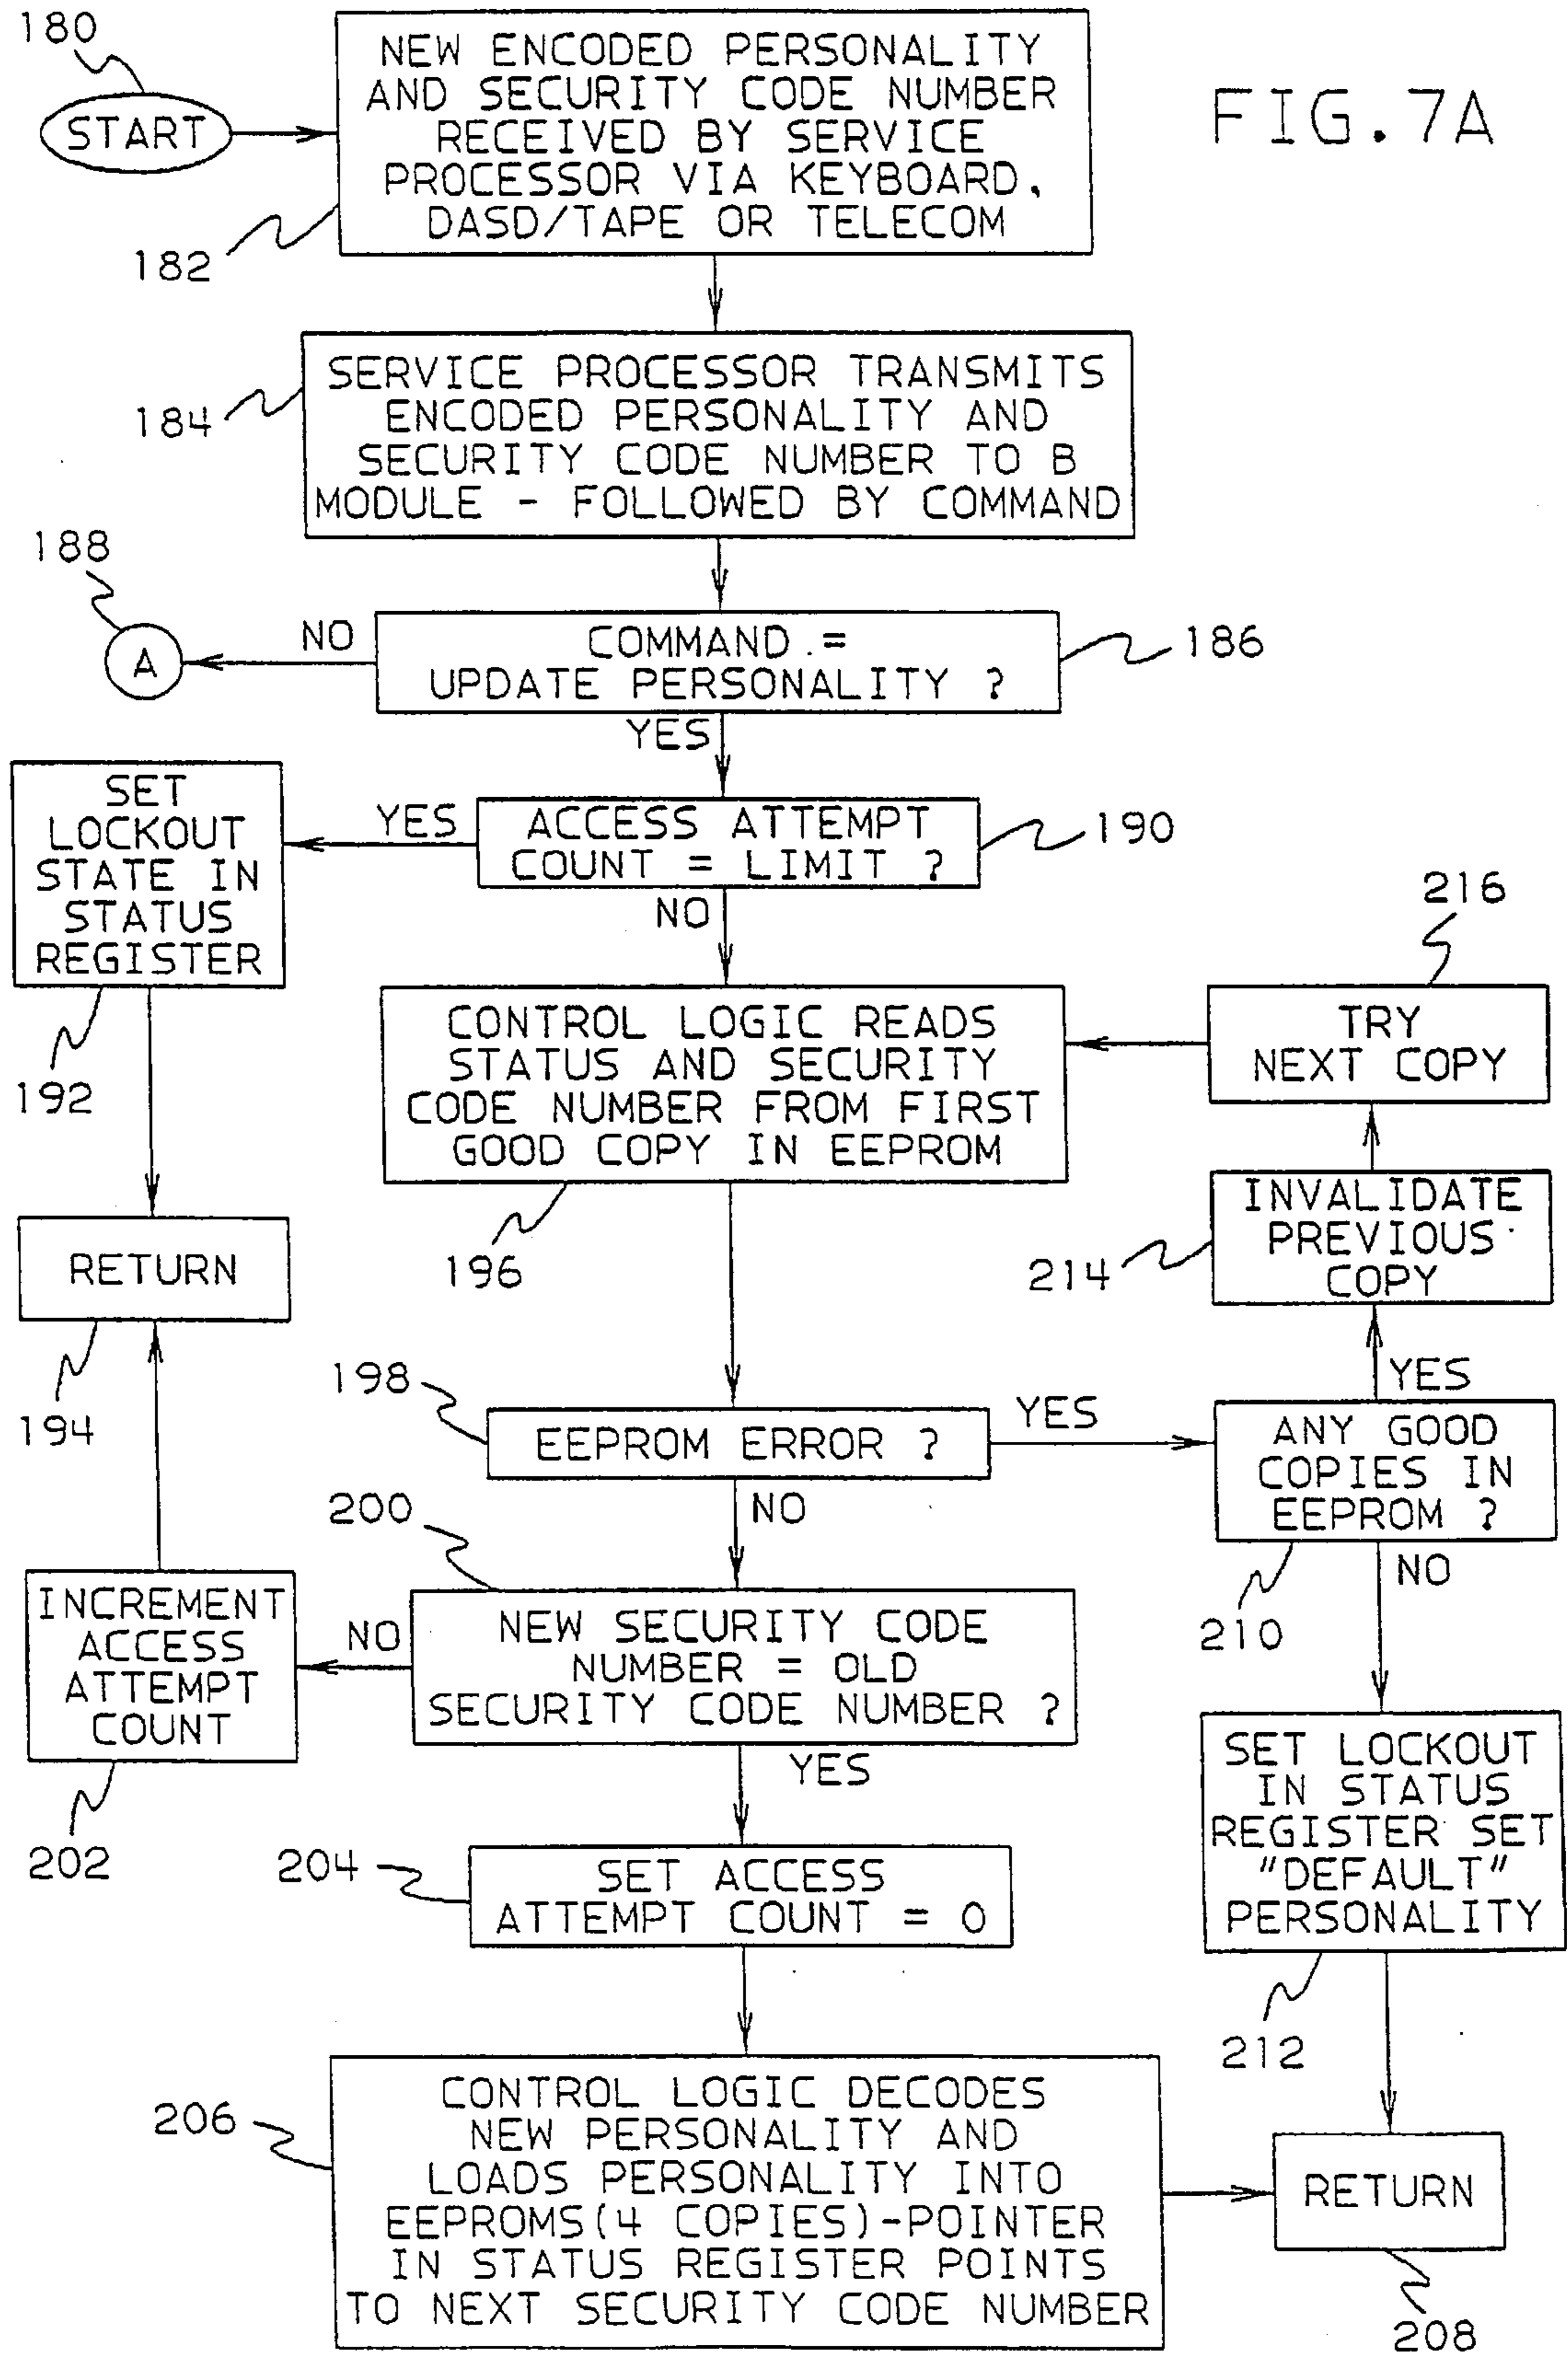 180
START
NEW ENCODED PERSONALITY
AND SECURITY CODE NUMBER
RECEIVED BY SERVICE
PROCESSOR VIA KEYBOARD,
DASD/TAPE OR TELECOM
FIG. 7A
182
SERVICE PROCESSOR TRANSMITS
ENCODED PERSONALITY AND
SECURITY CODE NUMBER TO B
MODULE - FOLLOWED BY COMMAND
184
188
A
NO
COMMAND =
UPDATE PERSONALITY ?
186
YES
SET
LOCKOUT
STATE IN
STATUS
REGISTER
192
YES
ACCESS ATTEMPT
COUNT = LIMIT ?
190
NO
216
TRY
NEXT COPY
CONTROL LOGIC READS
STATUS AND SECURITY
CODE NUMBER FROM FIRST
GOOD COPY IN EEPROM
196
INVALIDATE
PREVIOUS
COPY
214
RETURN
194
198
EEPROM ERROR ?
YES
YES
ANY GOOD
COPIES IN
EEPROM ?
210
NO
NO
200
INCREMENT
ACCESS
ATTEMPT
COUNT
202
NO
NEW SECURITY CODE
NUMBER = OLD
SECURITY CODE NUMBER ?
YES
SET LOCKOUT
IN STATUS
REGISTER SET
"DEFAULT"
PERSONALITY
212
204
SET ACCESS
ATTEMPT COUNT = 0
206
CONTROL LOGIC DECODES
NEW PERSONALITY AND
LOADS PERSONALITY INTO
EEPROMS(4 COPIES)-POINTER
IN STATUS REGISTER POINTS
TO NEXT SECURITY CODE NUMBER
RETURN
208